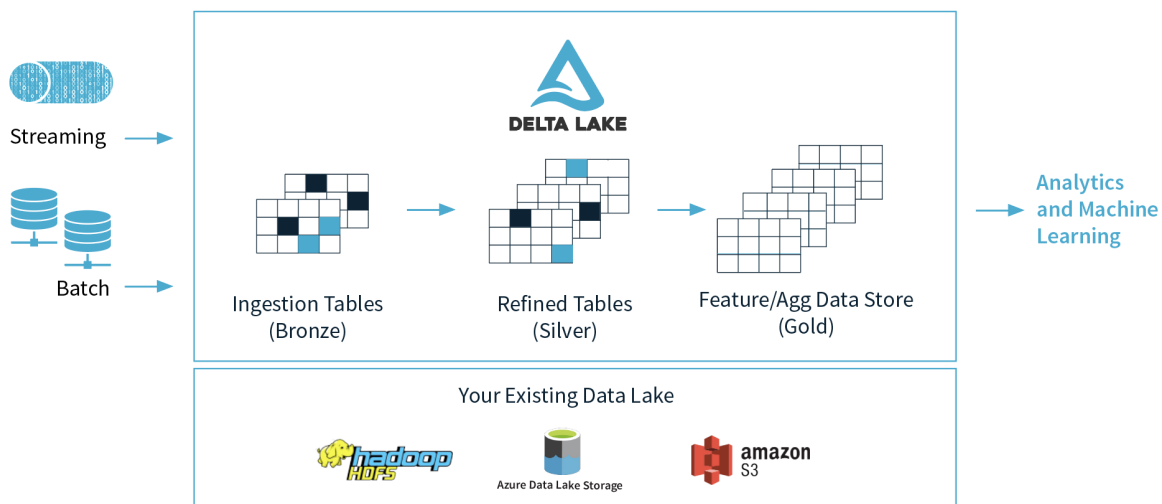 DELTA LAKE
Streaming
Batch
Ingestion Tables
(Bronze)
Refined Tables
(Silver)
Feature/Agg Data Store
(Gold)
Analytics
and Machine
Learning
Your Existing Data Lake
hadoop
HDFS
Azure Data Lake Storage
amazon
S3